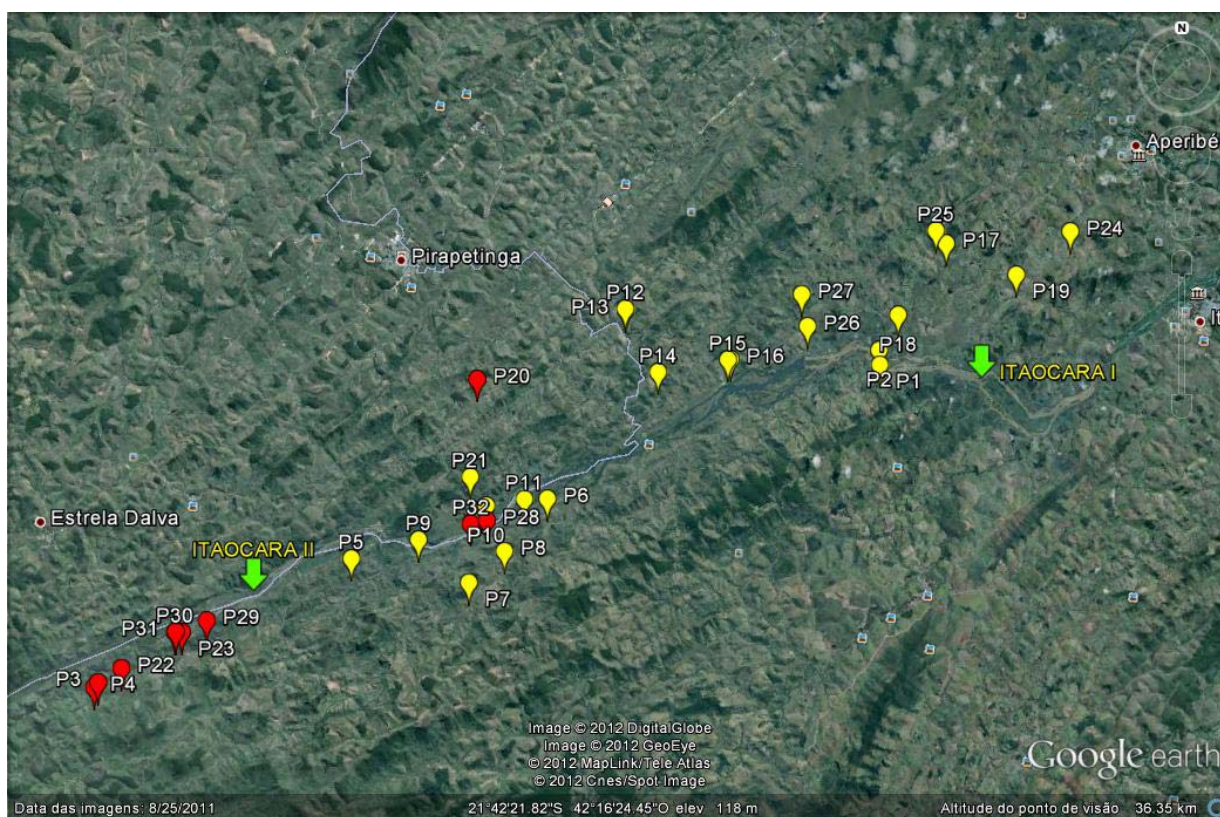 N
Aperibé
P25
P24
P17
Pirapetinga
P19
P27
P12
P13
It
P26
P18
P15
P16
P14
ITAOCARA I
P20
P2
P1
P21
P11
P6
P32
Estrela Dalva
P28
P10
P9
ITAOCARA II
P5
P8
P7
P30
P29
P31
P23
P22
P3
P4
Image © 2012 DigitalGlobe
Image © 2012 GeoEye
© 2012 MapLink/Tele Atlas
© 2012 Cnes/Spot Image
Google earth
Data das imagens: 8/25/2011 21°42'21.82"S 42°16'24.45"O elev 118 m Altitude do ponto de visão 36.35 km